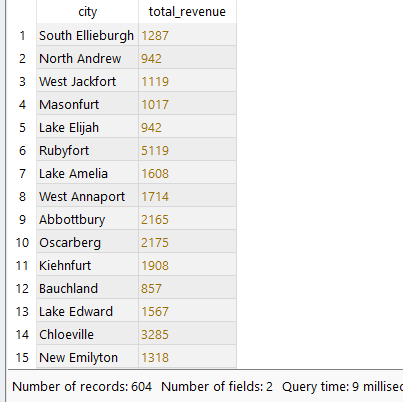 city total_revenue
1 South Ellieburgh 1287
2 North Andrew 942
3 West Jackfort 1119
4 Masonfurt 1017
5 Lake Elijah 942
6 Rubyfort 5119
7 Lake Amelia 1608
8 West Annaport 1714
9 Abbottbury 2165
10 Oscarberg 2175
11 Kiehnfurt 1908
12 Bauchland 857
13 Lake Edward 1567
14 Chloeville 3285
15 New Emilyton 1318
Number of records: 604 Number of fields: 2 Query time: 9 millisec